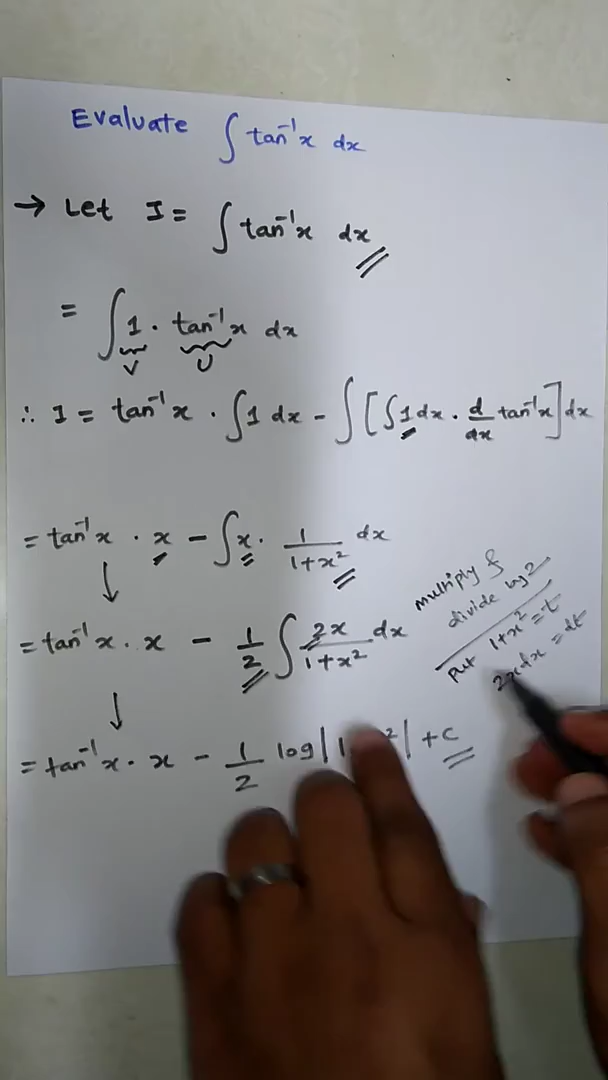 Evaluate ∫ tan⁻¹x dx
→ Let I = ∫ tan⁻¹x dx
= ∫ 1 · tan⁻¹x dx
V U
∴ I = tan⁻¹x · ∫1 dx - ∫ [∫1 dx · d/dx tan⁻¹x] dx
= tan⁻¹x · x - ∫ x · 1/1+x² dx
multiply &
divide by 2
= tan⁻¹x · x - 1/2 ∫ 2x/1+x² dx
put 1+x² = t
2x dx = dt
= tan⁻¹x · x - 1/2 log|1 ²| + c